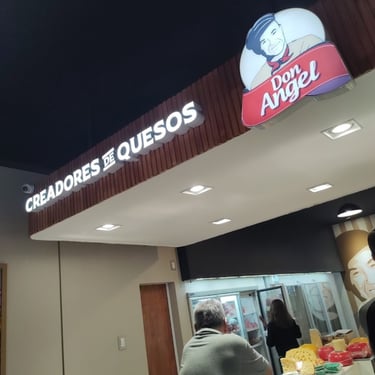 CREADORES DE QUESOS
Don
Angel